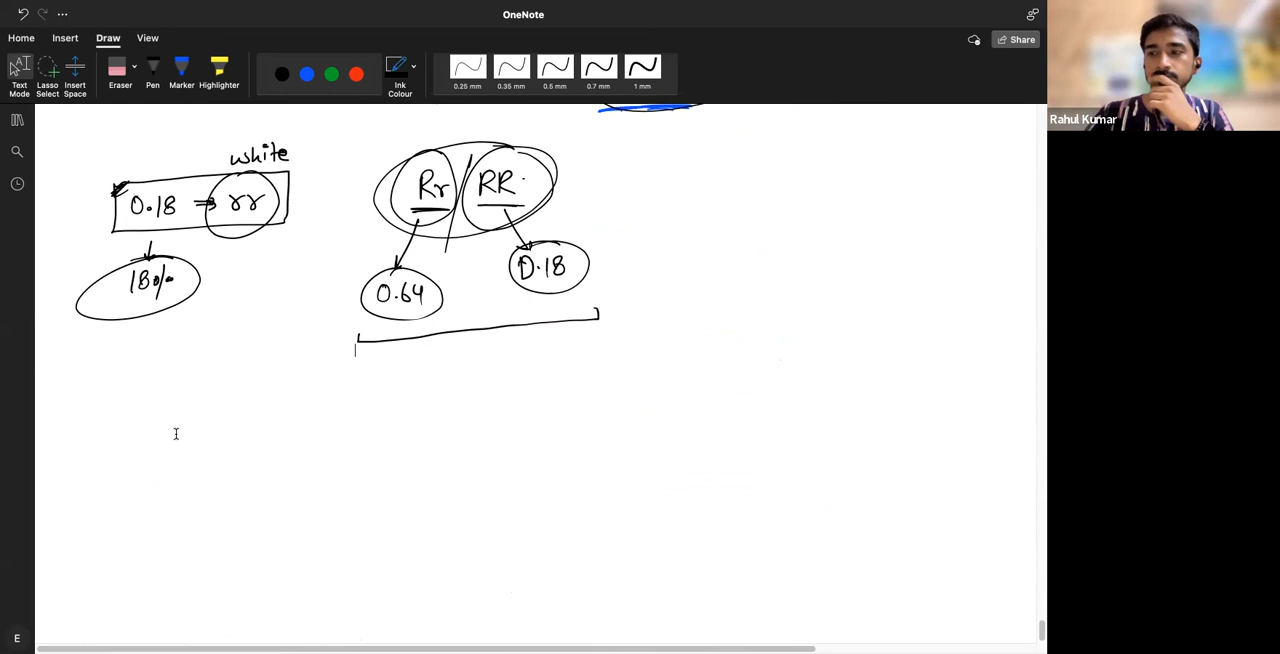 OneNote
Home Insert Draw View
Share
Text Mode
Lasso Select
Insert Space
Eraser
Pen
Marker
Highlighter
Ink Colour
0.25 mm
0.35 mm
0.5 mm
0.7 mm
1 mm
Rahul Kumar
white
0.18 ⇒ rr
18%
Rr / RR
0.64
0.18
E